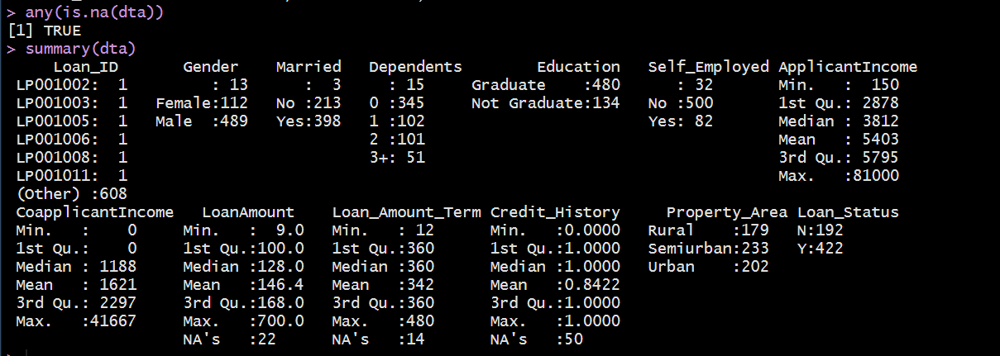 > any(is.na(dta))
[1] TRUE
> summary(dta)
Loan_ID Gender Married Dependents Education Self_Employed ApplicantIncome
LP001002: 1 : 13 : 3 : 15 Graduate :480 : 32 Min. : 150
LP001003: 1 Female:112 No :213 0 :345 Not Graduate:134 No :500 1st Qu.: 2878
LP001005: 1 Male :489 Yes:398 1 :102 Yes: 82 Median : 3812
LP001006: 1 2 :101 Mean : 5403
LP001008: 1 3+: 51 3rd Qu.: 5795
LP001011: 1 Max. :81000
(Other) :608
CoapplicantIncome LoanAmount Loan_Amount_Term Credit_History Property_Area Loan_Status
Min. : 0 Min. : 9.0 Min. : 12 Min. :0.0000 Rural :179 N:192
1st Qu.: 0 1st Qu.:100.0 1st Qu.:360 1st Qu.:1.0000 Semiurban:233 Y:422
Median : 1188 Median :128.0 Median :360 Median :1.0000 Urban :202
Mean : 1621 Mean :146.4 Mean :342 Mean :0.8422
3rd Qu.: 2297 3rd Qu.:168.0 3rd Qu.:360 3rd Qu.:1.0000
Max. :41667 Max. :700.0 Max. :480 Max. :1.0000
NA's :22 NA's :14 NA's :50